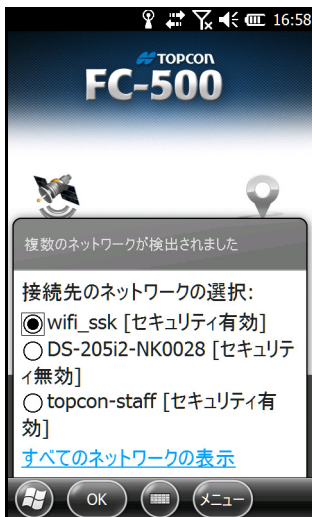 16:58
TOPCON
FC-500
複数のネットワークが検出されました
接続先のネットワークの選択:
wifi_ssk [セキュリティ有効]
DS-205i2-NK0028 [セキュリテ
ィ無効]
topcon-staff [セキュリティ有
効]
すべてのネットワークの表示
OK
メニュー